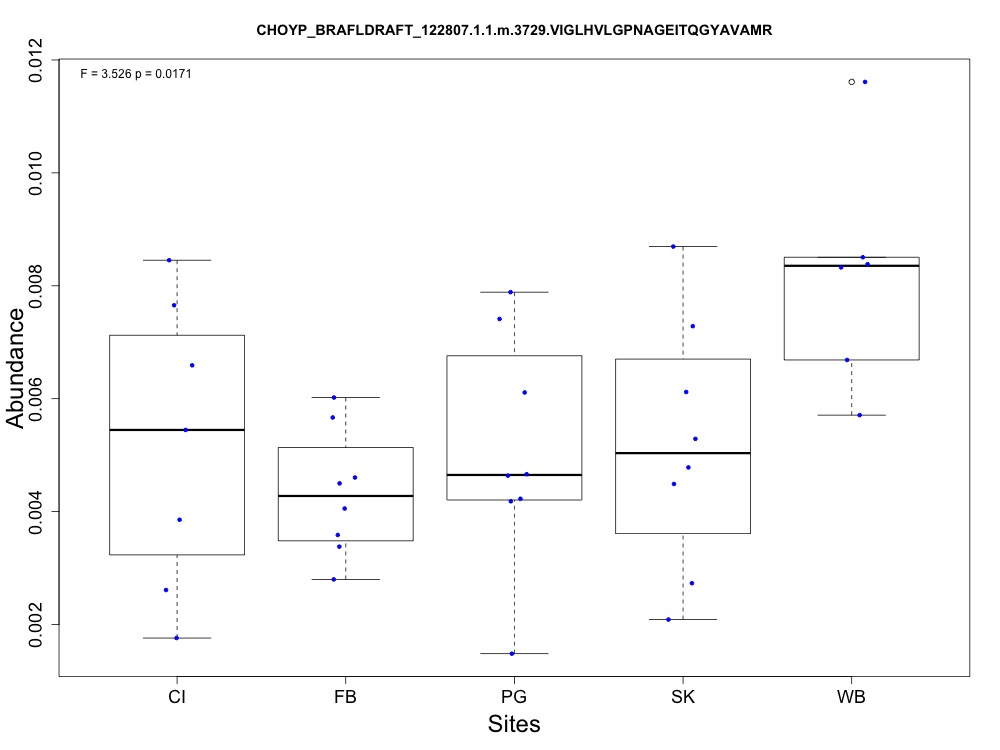 CHOYP_BRAFLDRAFT_122807.1.1.m.3729.VIGLHVLGPNAGEITQGYAVAMR
F = 3.526 p = 0.0171
0.012
0.010
0.008
0.006
0.004
0.002
Abundance
CI FB PG SK WB
Sites